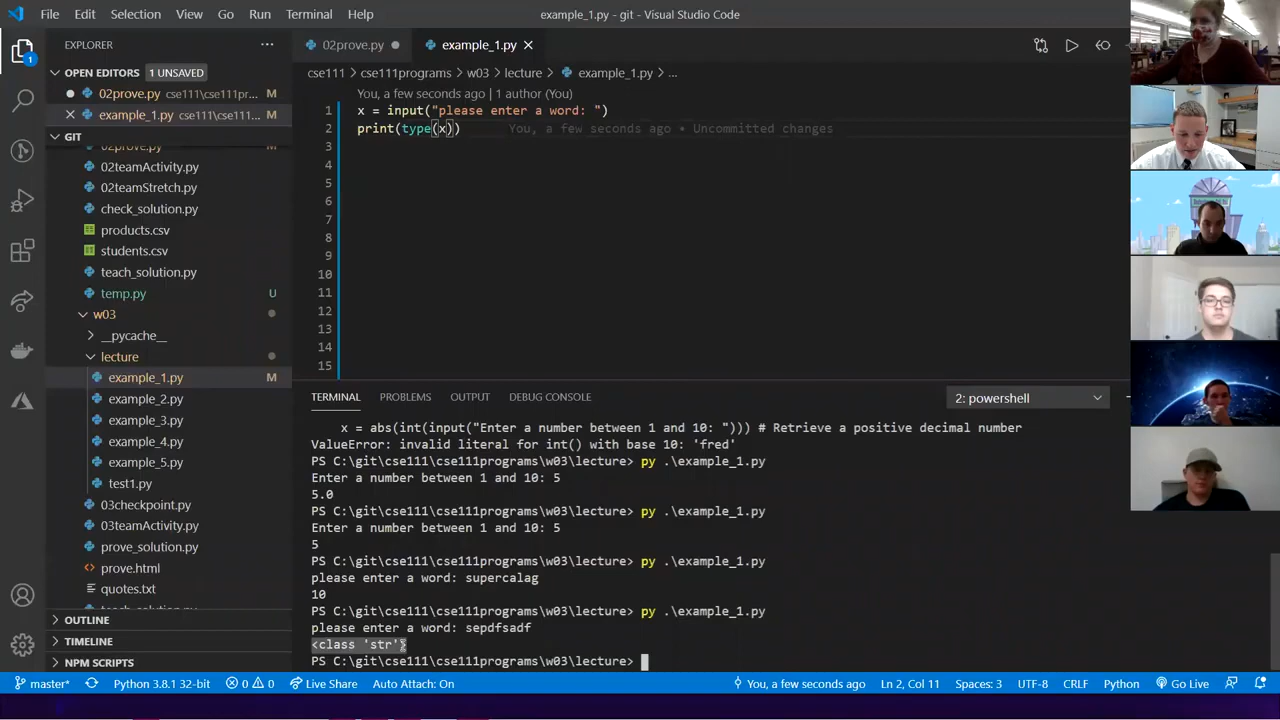 File Edit Selection View Go Run Terminal Help example_1.py - git - Visual Studio Code
EXPLORER ...
02prove.py example_1.py
OPEN EDITORS 1 UNSAVED
02prove.py cse111\cse111pr... M
example_1.py cse111\cse111... M
GIT
02prove.py M
02teamActivity.py
02teamStretch.py
check_solution.py
products.csv
students.csv
teach_solution.py
temp.py U
w03
__pycache__
lecture
example_1.py M
example_2.py
example_3.py
example_4.py
example_5.py
test1.py
03checkpoint.py
03teamActivity.py
prove_solution.py
prove.html
quotes.txt
teach_solution.py
OUTLINE
TIMELINE
NPM SCRIPTS
cse111 > cse111programs > w03 > lecture > example_1.py > ...
You, a few seconds ago | 1 author (You)
1 x = input("please enter a word: ")
2 print(type(x)) You, a few seconds ago • Uncommitted changes
3
4
5
6
7
8
9
10
11
12
13
14
15
TERMINAL PROBLEMS OUTPUT DEBUG CONSOLE 2: powershell
x = abs(int(input("Enter a number between 1 and 10: "))) # Retrieve a positive decimal number
ValueError: invalid literal for int() with base 10: 'fred'
PS C:\git\cse111\cse111programs\w03\lecture> py .\example_1.py
Enter a number between 1 and 10: 5
5.0
PS C:\git\cse111\cse111programs\w03\lecture> py .\example_1.py
Enter a number between 1 and 10: 5
5
PS C:\git\cse111\cse111programs\w03\lecture> py .\example_1.py
please enter a word: supercalag
10
PS C:\git\cse111\cse111programs\w03\lecture> py .\example_1.py
please enter a word: sepdfsadf
<class 'str'>
PS C:\git\cse111\cse111programs\w03\lecture>
master* Python 3.8.1 32-bit 0 0 Live Share Auto Attach: On You, a few seconds ago Ln 2, Col 11 Spaces: 3 UTF-8 CRLF Python Go Live